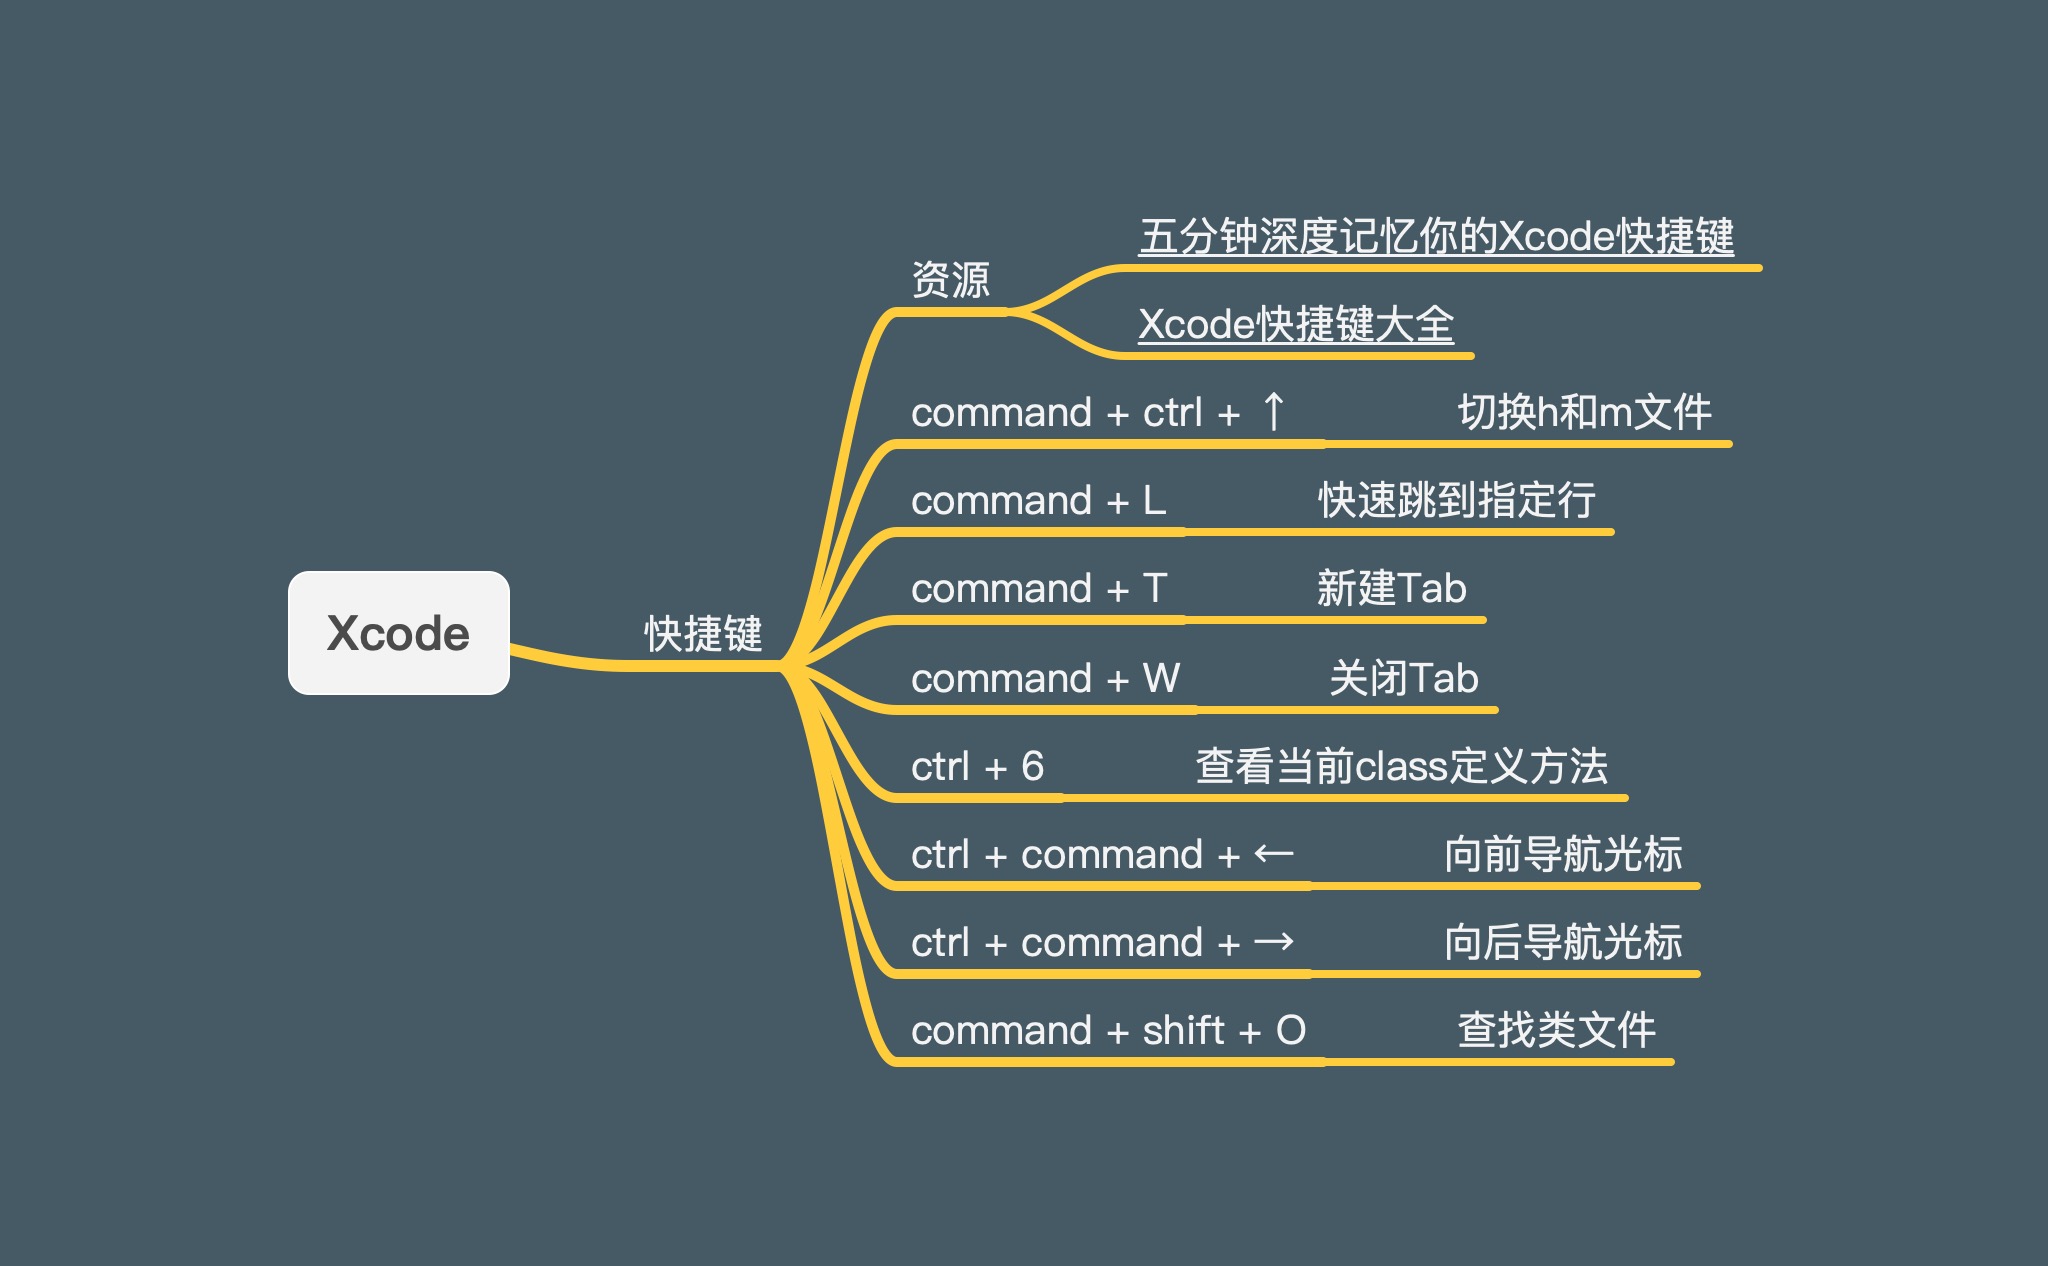 Xcode
快捷键
资源
五分钟深度记忆你的Xcode快捷键
Xcode快捷键大全
command + ctrl + ↑ 切换h和m文件
command + L 快速跳到指定行
command + T 新建Tab
command + W 关闭Tab
ctrl + 6 查看当前class定义方法
ctrl + command + ← 向前导航光标
ctrl + command + → 向后导航光标
command + shift + O 查找类文件